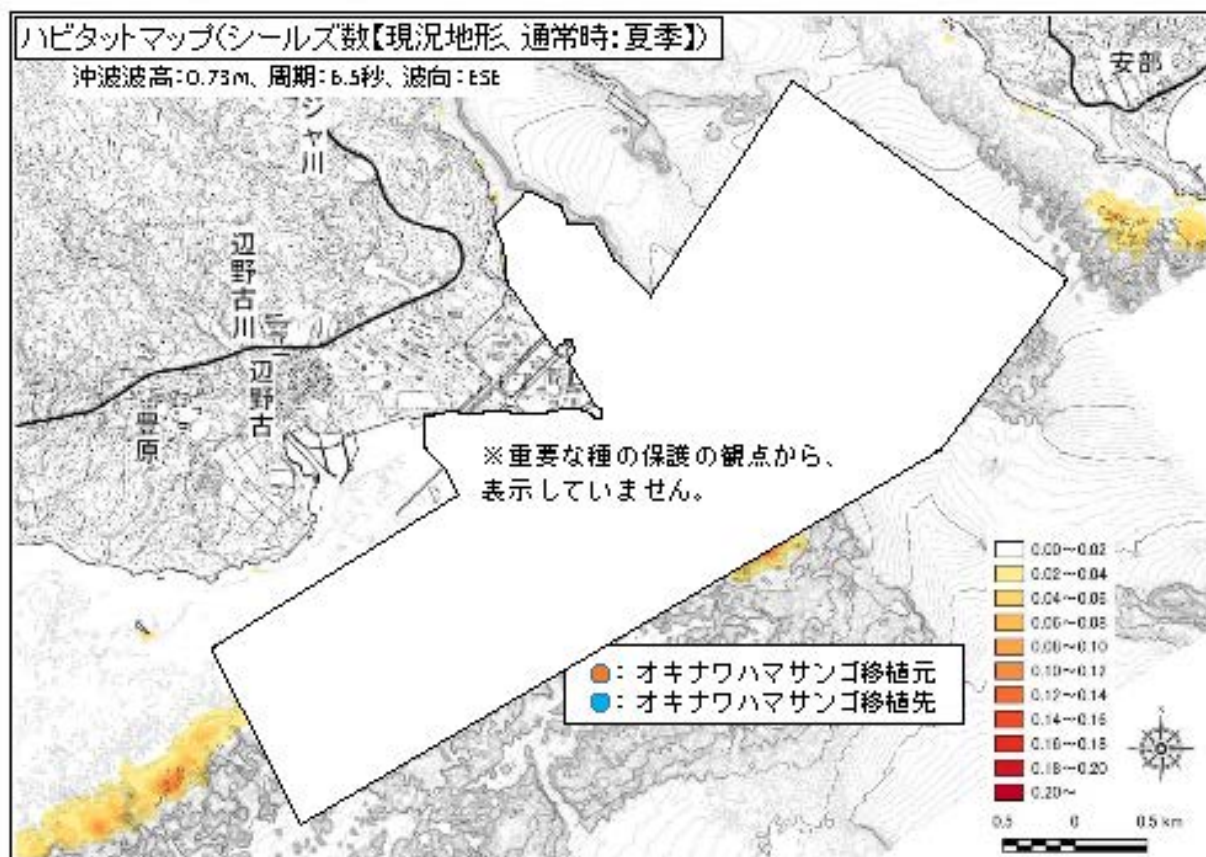 ハビタットマップ(シールズ数【現況地形、通常時:夏季】)
沖波波高:0.73m、周期:6.5秒、波向:ESE
安部
ジャ川
辺野古川
辺野古
豊原
※重要な種の保護の観点から、
表示していません。
●: オキナワハマサンゴ移植元
●: オキナワハマサンゴ移植先
0.00~0.02
0.02~0.04
0.04~0.06
0.06~0.08
0.08~0.10
0.10~0.12
0.12~0.14
0.14~0.16
0.16~0.18
0.18~0.20
0.20~
0.5 0 0.5 km